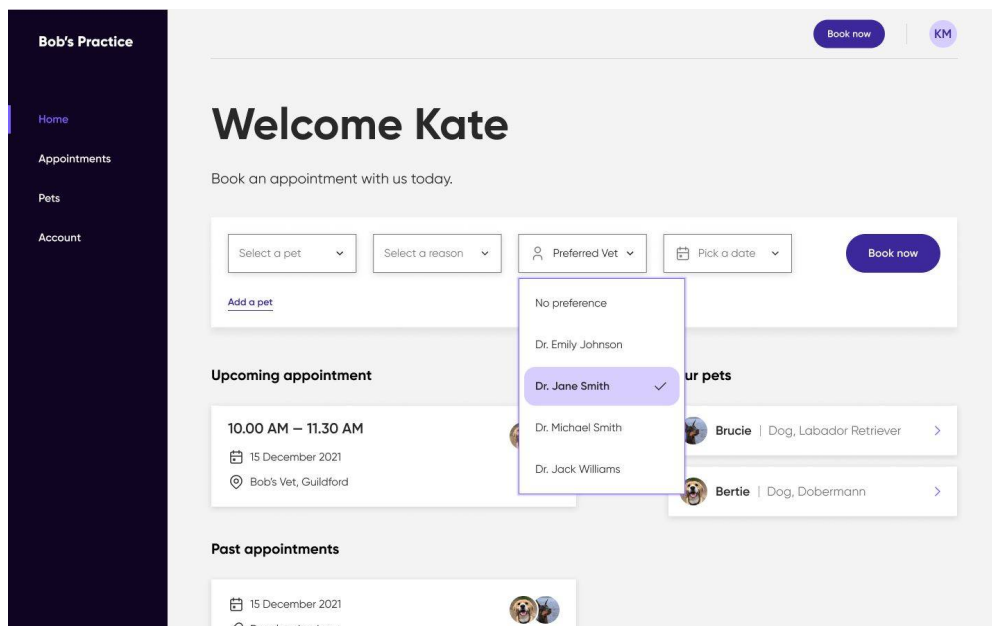 Bob's Practice
Book now
KM
Home
Appointments
Pets
Account
Welcome Kate
Book an appointment with us today.
Select a pet
Select a reason
Preferred Vet
Pick a date
Book now
Add a pet
No preference
Dr. Emily Johnson
Dr. Jane Smith
Dr. Michael Smith
Dr. Jack Williams
Upcoming appointment
10.00 AM — 11.30 AM
15 December 2021
Bob's Vet, Guildford
ur pets
Brucie | Dog, Labador Retriever
Bertie | Dog, Dobermann
Past appointments
15 December 2021